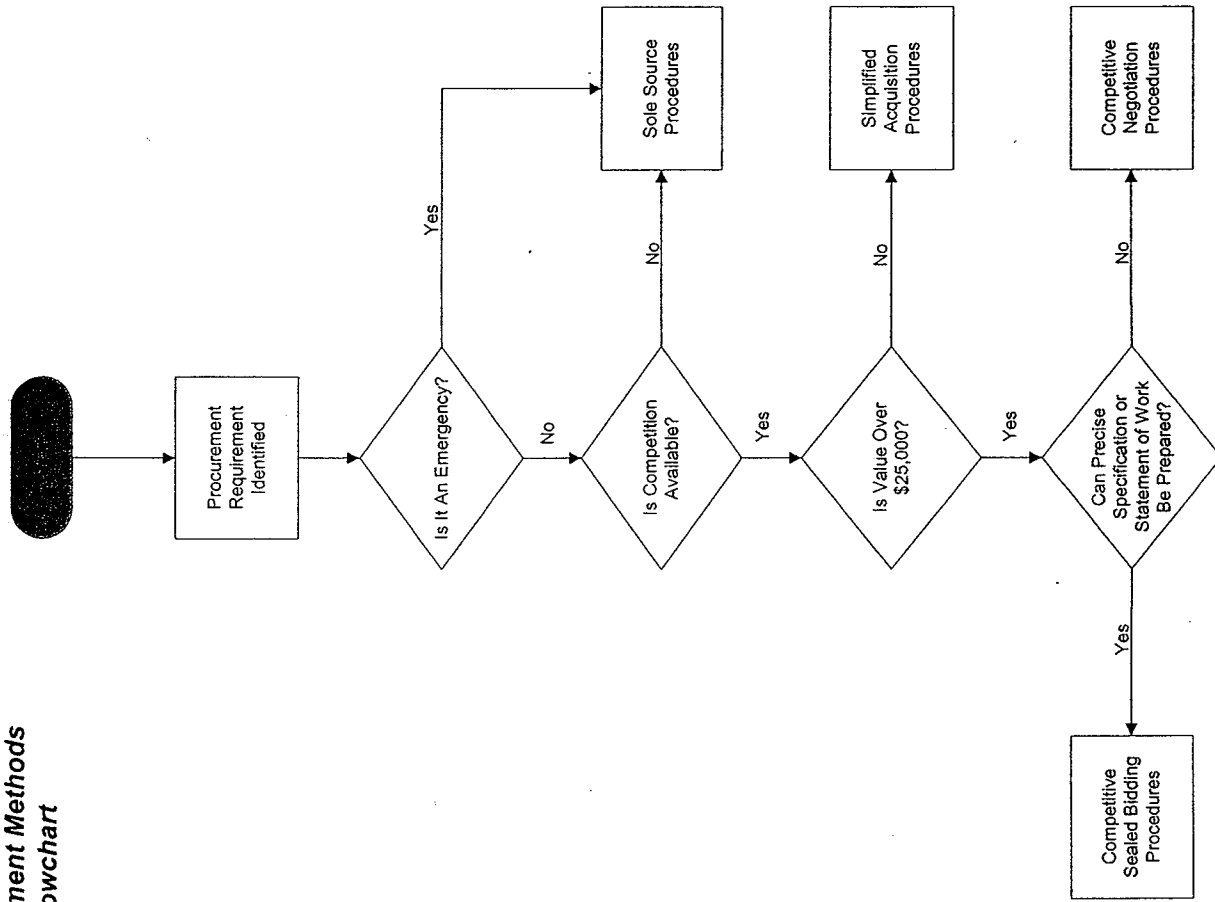 ment Methods
owchart
Procurement
Requirement
Identified
Is It An Emergency?
Yes
No
Sole Source
Procedures
Is Competition
Available?
No
Yes
Simplified
Acquisition
Procedures
Is Value Over
$25,000?
No
Yes
Competitive
Negotiation
Procedures
Can Precise
Specification or
Statement of Work
Be Prepared?
No
Yes
Competitive
Sealed Bidding
Procedures